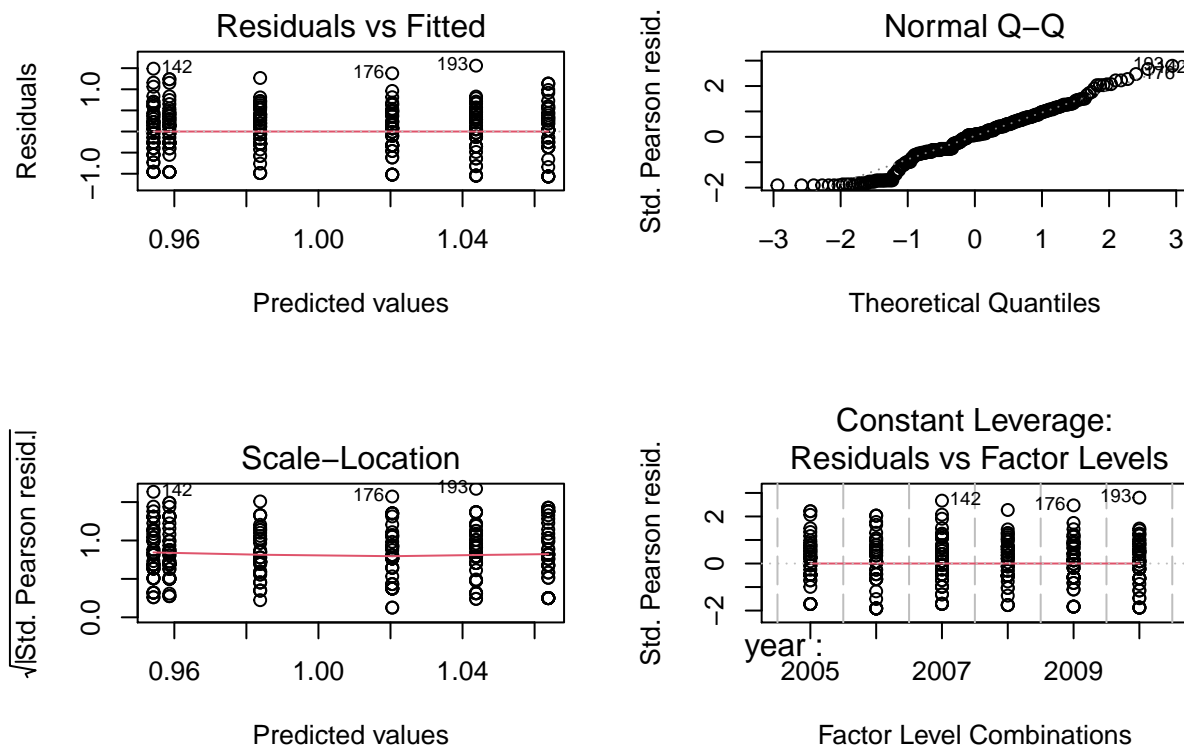 Residuals vs Fitted
Residuals
1.0
−1.0
142
176
193
0.96 1.00 1.04
Predicted values
Normal Q−Q
Std. Pearson resid.
2
0
−2
193
142
176
−3 −2 −1 0 1 2 3
Theoretical Quantiles
Scale−Location
√|Std. Pearson resid.|
1.0
0.0
142
176
193
0.96 1.00 1.04
Predicted values
Constant Leverage:
Residuals vs Factor Levels
Std. Pearson resid.
2
0
−2
142
176
193
year :
2005 2007 2009
Factor Level Combinations